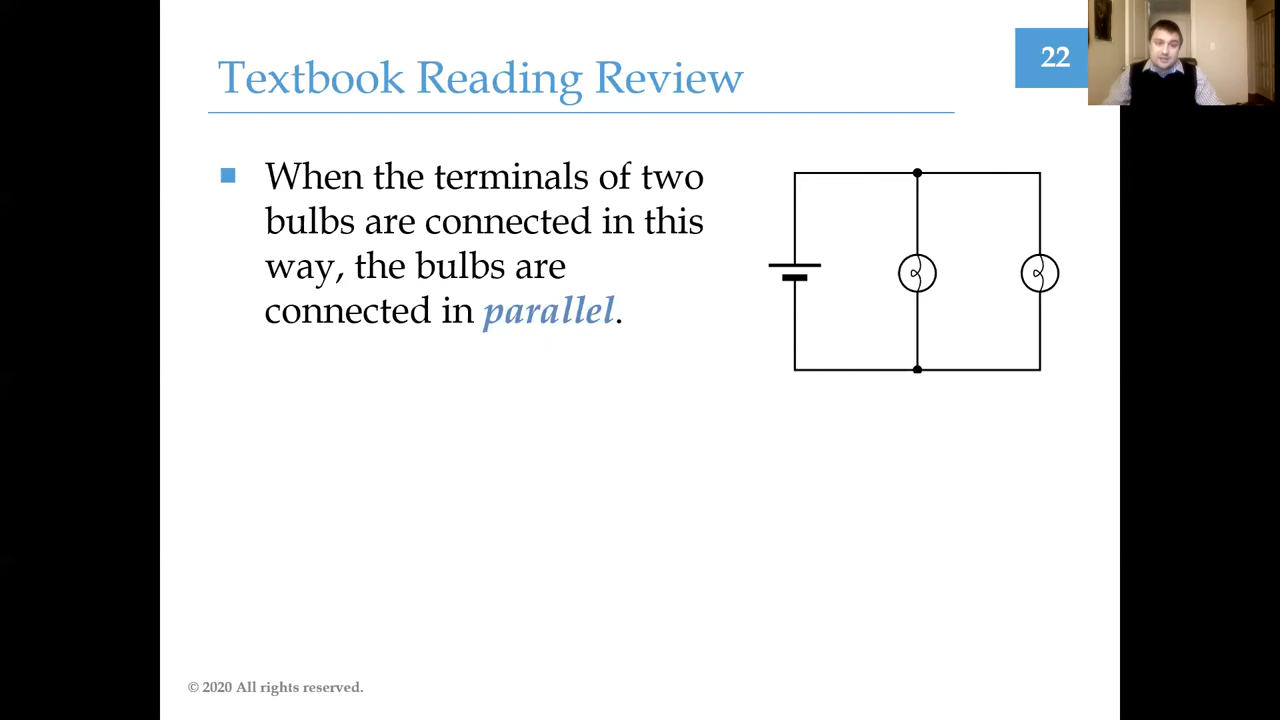 Textbook Reading Review
22
When the terminals of two
bulbs are connected in this
way, the bulbs are
connected in parallel.
© 2020 All rights reserved.